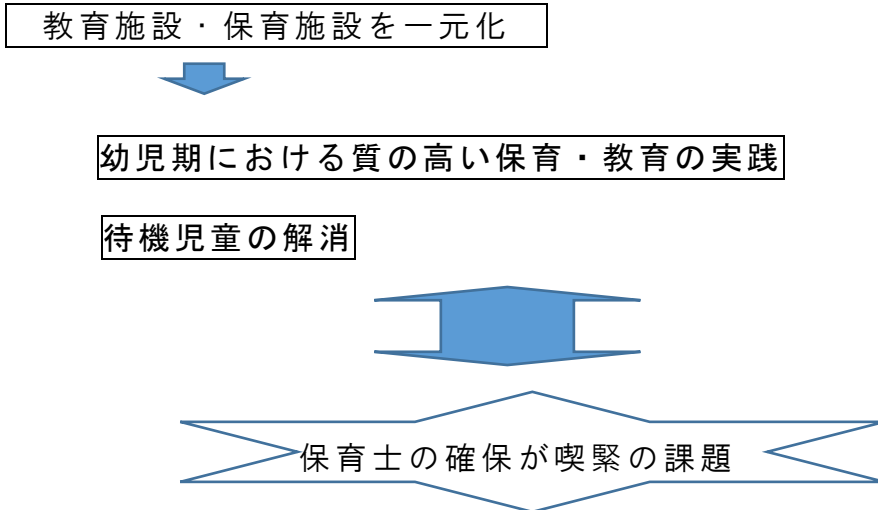 教育施設・保育施設を一元化
幼児期における質の高い保育・教育の実践
待機児童の解消
保育士の確保が喫緊の課題